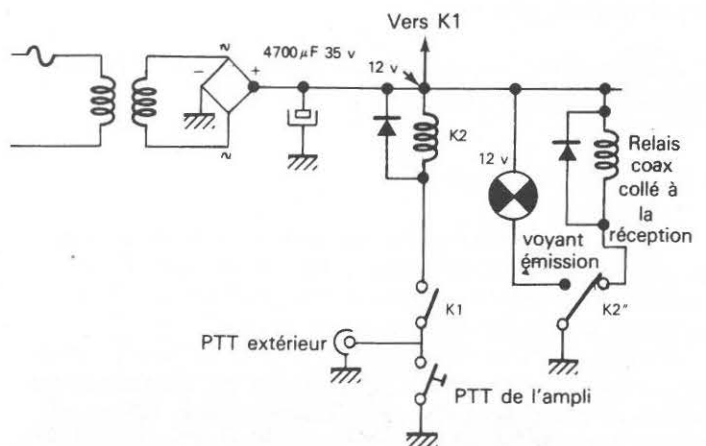 Vers K1
4700 µF 35 v
12 v
~
-
+
~
K2
12 v
Relais
coax
collé à
la
réception
voyant
émission
K1
K2"
PTT extérieur
PTT de l'ampli